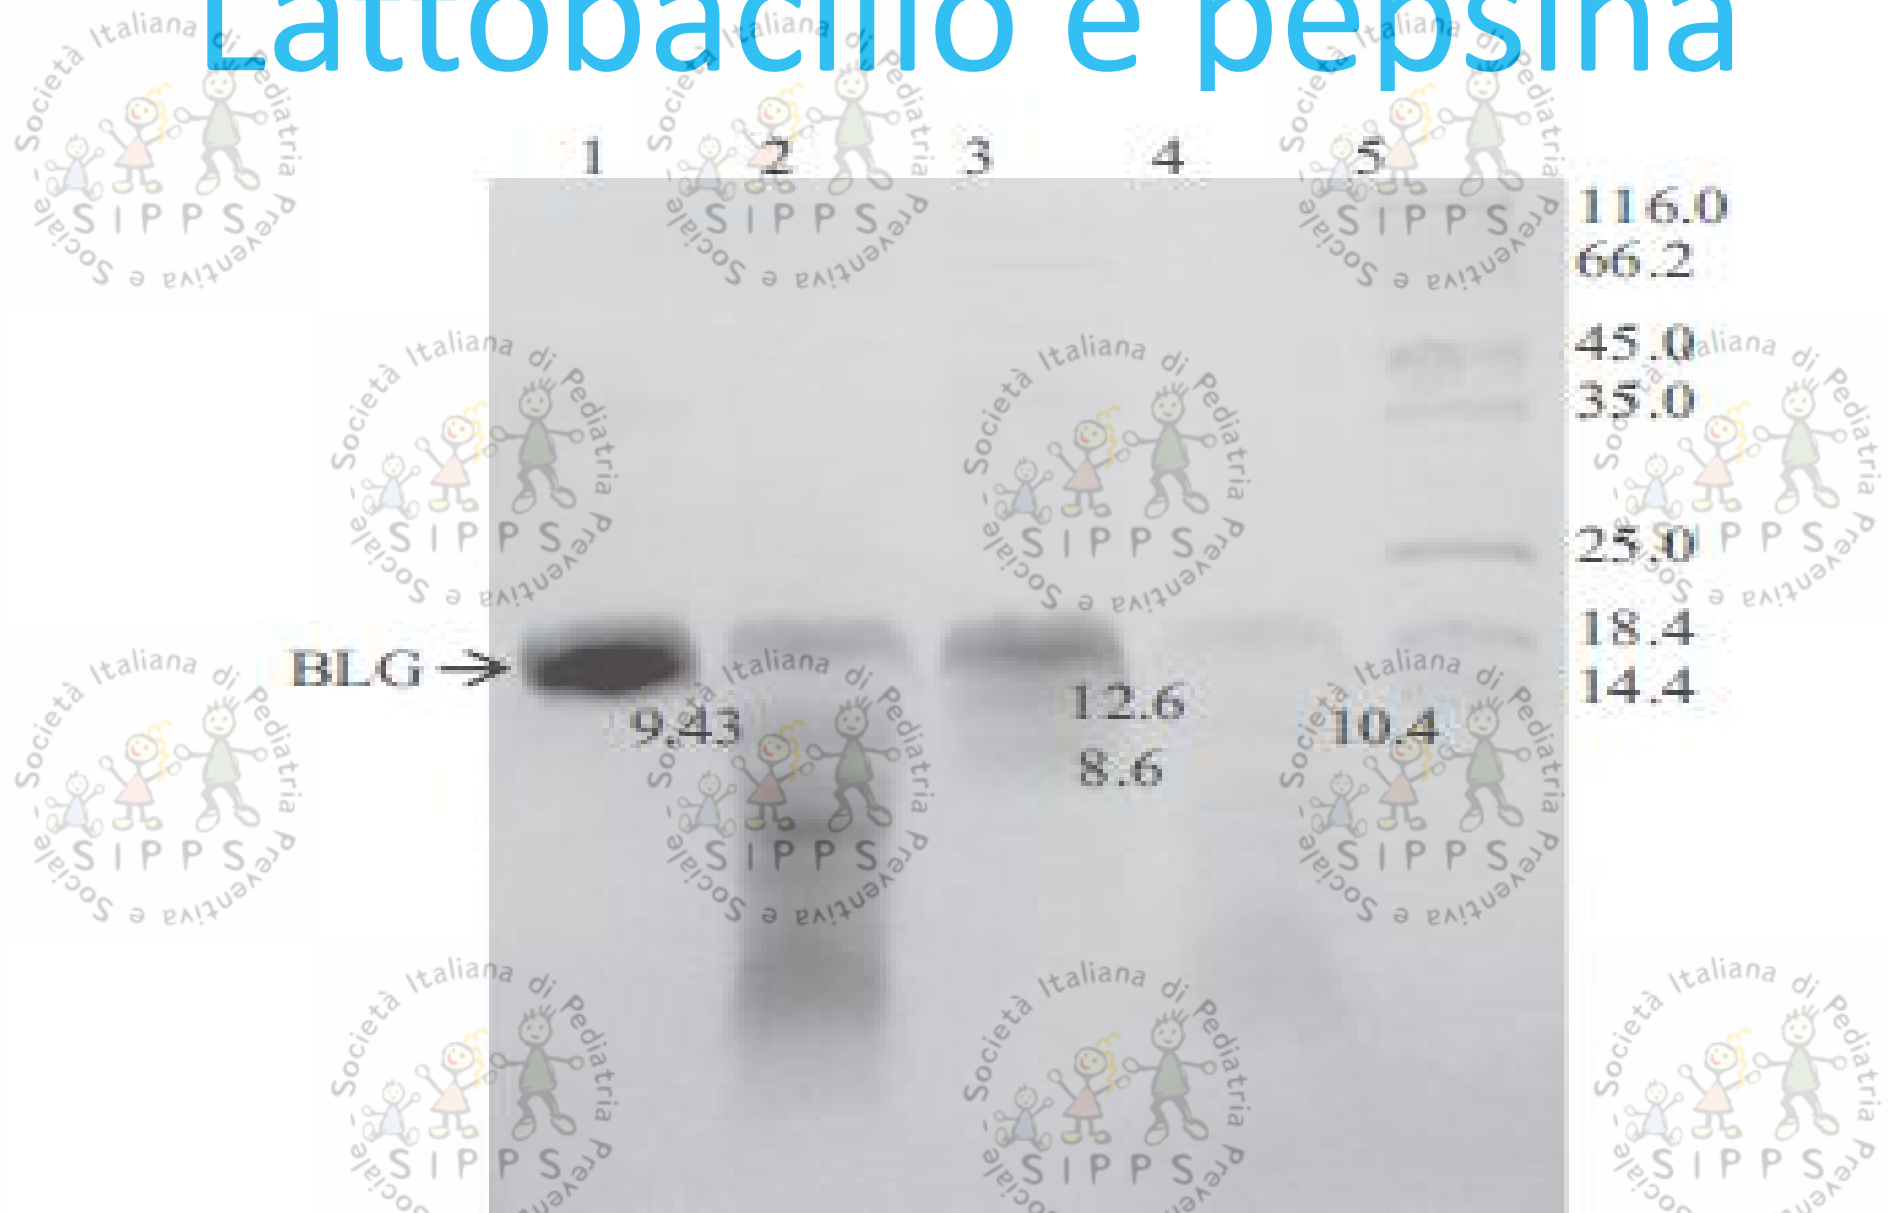 Lattobacillo e pepsina
1 2 3 4 5
116.0
66.2
45.0
35.0
25.0
18.4
BLG → 14.4
9.43 12.6 10.4
8.6
Società Italiana di Pediatria Preventiva e Sociale -
SIPPS